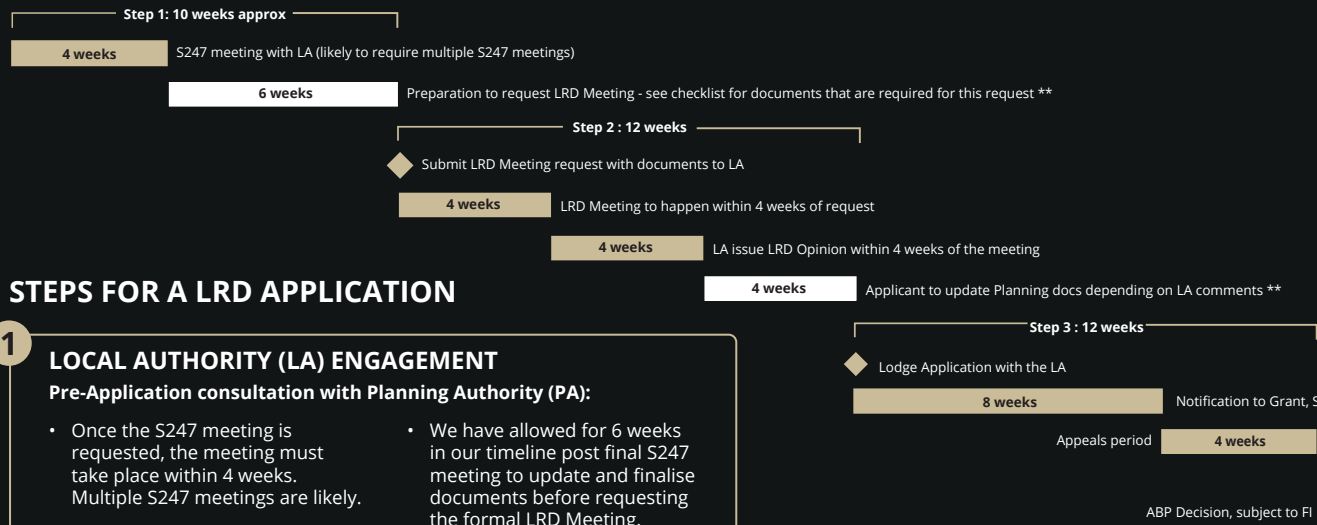 Step 1: 10 weeks approx
4 weeks
S247 meeting with LA (likely to require multiple S247 meetings)
6 weeks
Preparation to request LRD Meeting - see checklist for documents that are required for this request **
Step 2 : 12 weeks
Submit LRD Meeting request with documents to LA
4 weeks
LRD Meeting to happen within 4 weeks of request
4 weeks
LA issue LRD Opinion within 4 weeks of the meeting
4 weeks
Applicant to update Planning docs depending on LA comments **
Step 3 : 12 weeks
Lodge Application with the LA
8 weeks
Notification to Grant, S
Appeals period
4 weeks
ABP Decision, subject to FI
STEPS FOR A LRD APPLICATION
1
LOCAL AUTHORITY (LA) ENGAGEMENT
Pre-Application consultation with Planning Authority (PA):
• Once the S247 meeting is
requested, the meeting must
take place within 4 weeks.
Multiple S247 meetings are likely.
• We have allowed for 6 weeks
in our timeline post final S247
meeting to update and finalise
documents before requesting
the formal LRD Meeting.